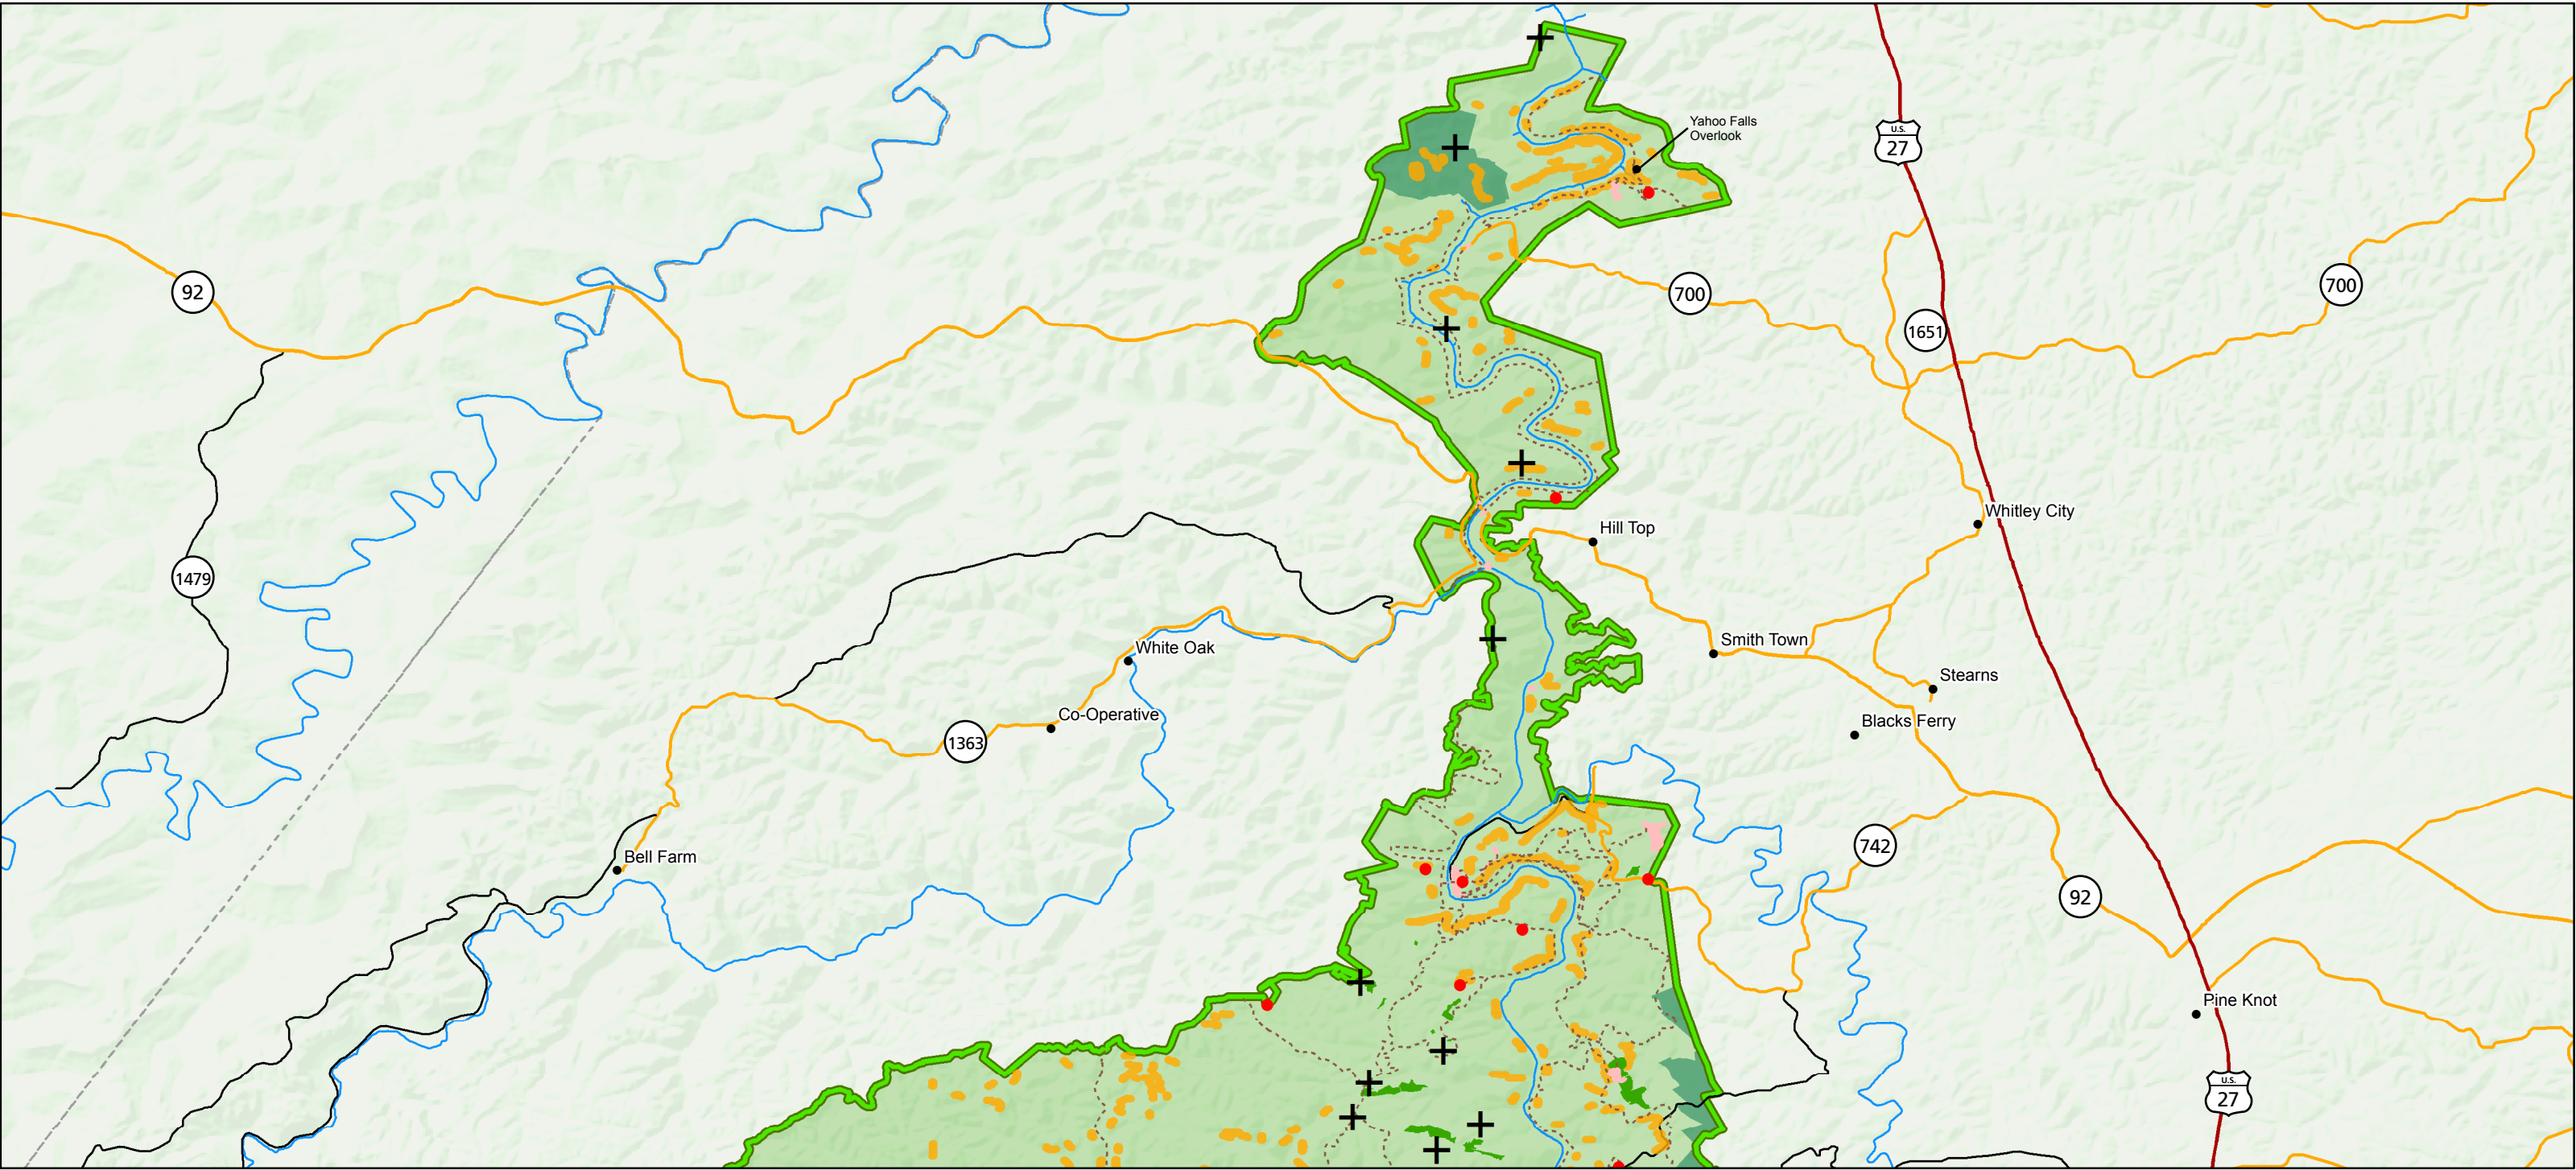 Yahoo Falls
Overlook
U.S.
27
92
700
700
1651
Whitley City
Hill Top
1479
Smith Town
White Oak
Stearns
Co-Operative
Blacks Ferry
1363
742
Bell Farm
92
Pine Knot
U.S.
27